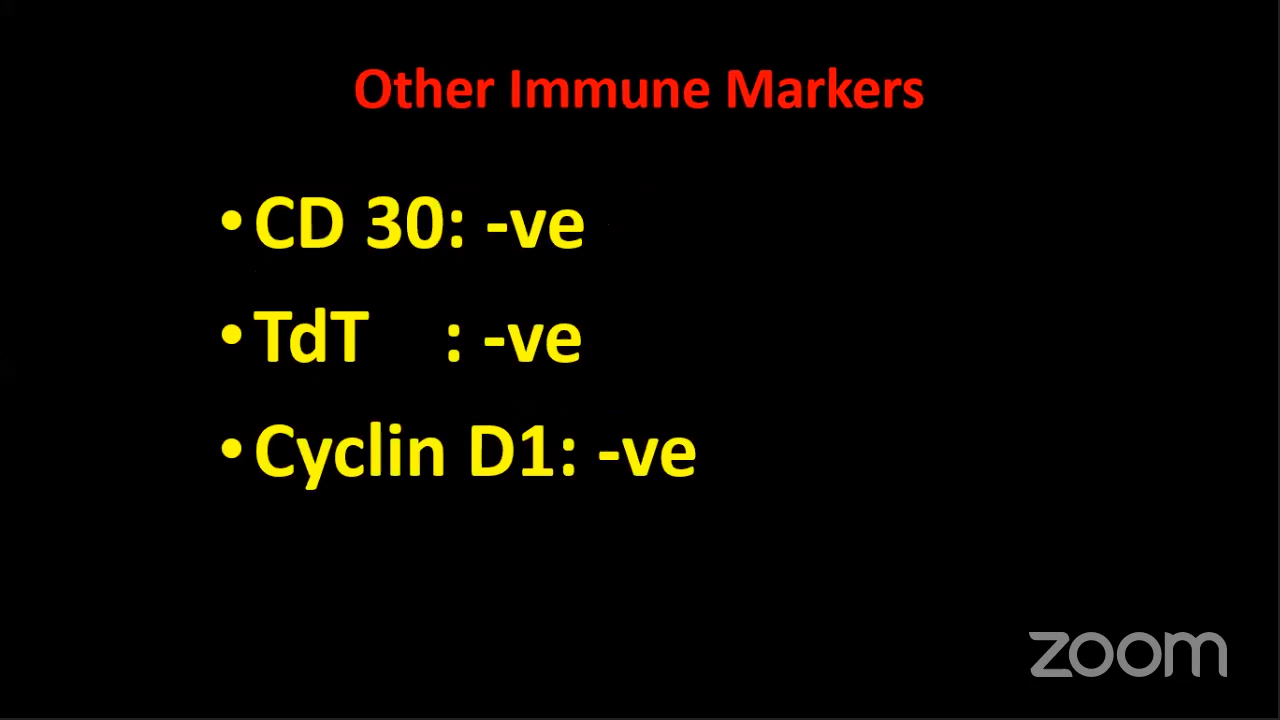 Other Immune Markers
•CD 30: -ve
•TdT : -ve
•Cyclin D1: -ve
zoom